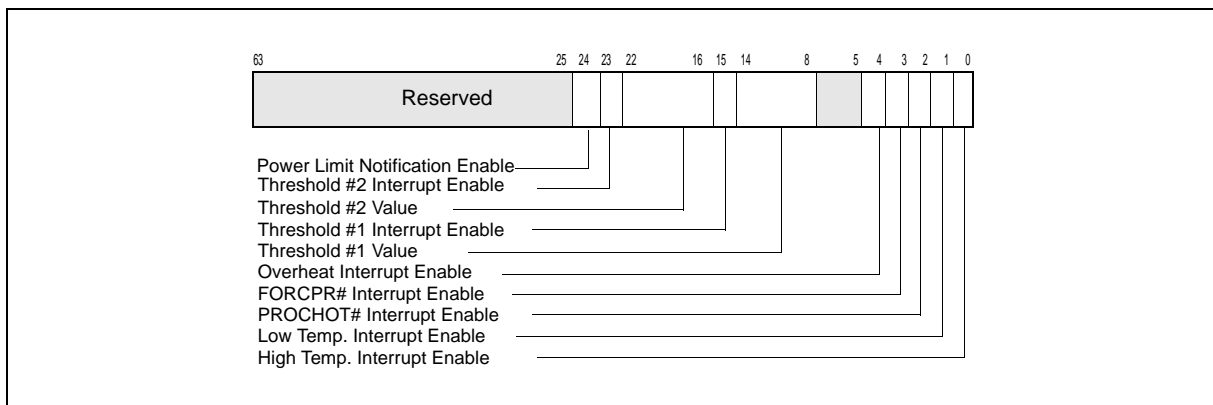 63 25 24 23 22 16 15 14 8 5 4 3 2 1 0
Reserved
Power Limit Notification Enable
Threshold #2 Interrupt Enable
Threshold #2 Value
Threshold #1 Interrupt Enable
Threshold #1 Value
Overheat Interrupt Enable
FORCPR# Interrupt Enable
PROCHOT# Interrupt Enable
Low Temp. Interrupt Enable
High Temp. Interrupt Enable